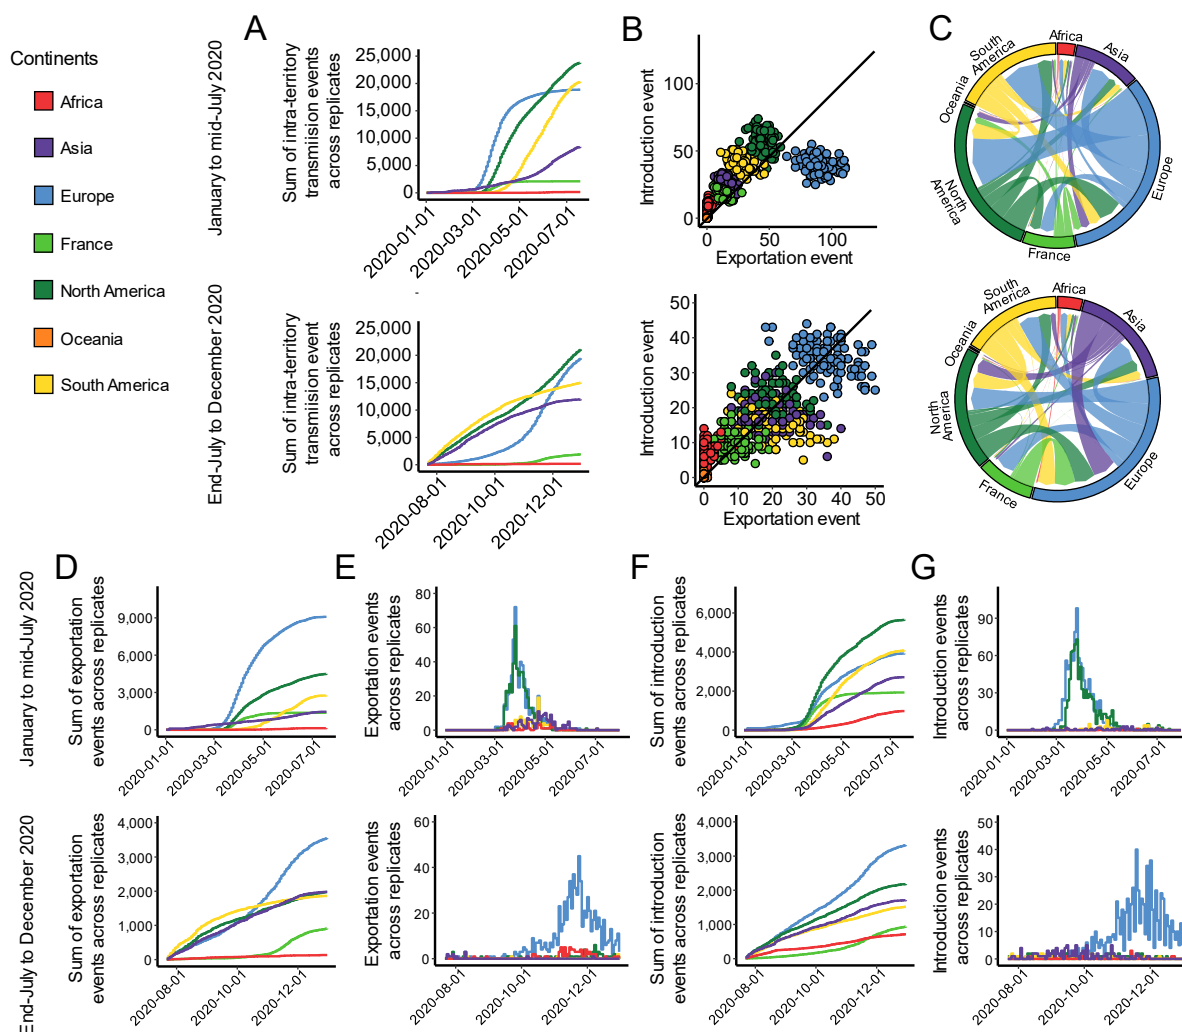 A
B
C
Continents
Africa
Asia
Europe
France
North America
Oceania
South America
January to mid-July 2020
Sum of intra-territory
transmiision events
across replicates
25,000
20,000
15,000
10,000
5,000
0
2020-01-01
2020-03-01
2020-05-01
2020-07-01
Introduction event
100
50
0
0
50
100
Exportation event
South
America
Africa
Asia
Oceania
Europe
North
America
France
End-July to December 2020
Sum of intra-territory
transmiision event
across replicates
25,000
20,000
15,000
10,000
5,000
0
2020-08-01
2020-10-01
2020-12-01
Introduction event
50
40
30
20
10
0
0
10
20
30
40
50
Exportation event
South
America
Africa
Asia
Oceania
Europe
North
America
France
D
E
F
G
January to mid-July 2020
Sum of exportation
events across replicates
9,000
6,000
3,000
0
2020-01-01
2020-03-01
2020-05-01
2020-07-01
Exportation events
across replicates
80
60
40
20
0
2020-01-01
2020-03-01
2020-05-01
2020-07-01
Sum of introduction
events across replicates
6,000
4,000
2,000
0
2020-01-01
2020-03-01
2020-05-01
2020-07-01
Introduction events
across replicates
90
60
30
0
2020-01-01
2020-03-01
2020-05-01
2020-07-01
End-July to December 2020
Sum of exportation
events across replicates
4,000
3,000
2,000
1,000
0
2020-08-01
2020-10-01
2020-12-01
Exportation events
across replicates
60
40
20
0
2020-08-01
2020-10-01
2020-12-01
Sum of introduction
events across replicates
4,000
3,000
2,000
1,000
0
2020-08-01
2020-10-01
2020-12-01
Introduction events
across replicates
50
40
30
20
10
0
2020-08-01
2020-10-01
2020-12-01